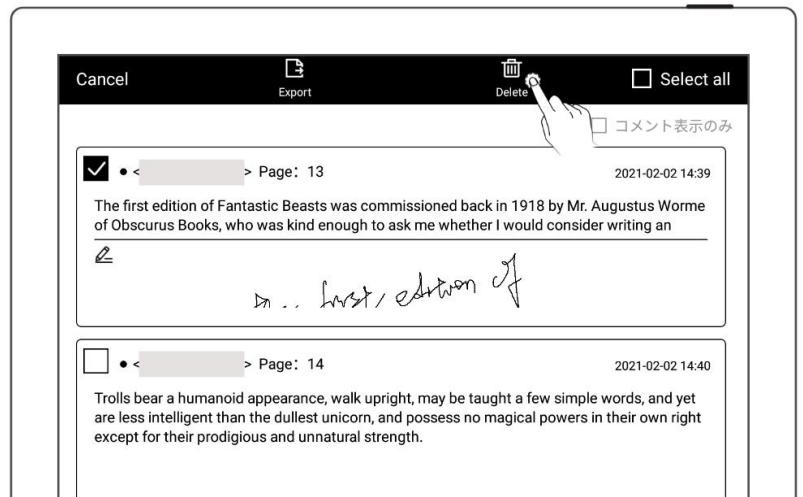 Cancel
Export
Delete
Select all
コメント表示のみ
• < > Page: 13
2021-02-02 14:39
The first edition of Fantastic Beasts was commissioned back in 1918 by Mr. Augustus Worme
of Obscurus Books, who was kind enough to ask me whether I would consider writing an
first, edition of
• < > Page: 14
2021-02-02 14:40
Trolls bear a humanoid appearance, walk upright, may be taught a few simple words, and yet
are less intelligent than the dullest unicorn, and possess no magical powers in their own right
except for their prodigious and unnatural strength.